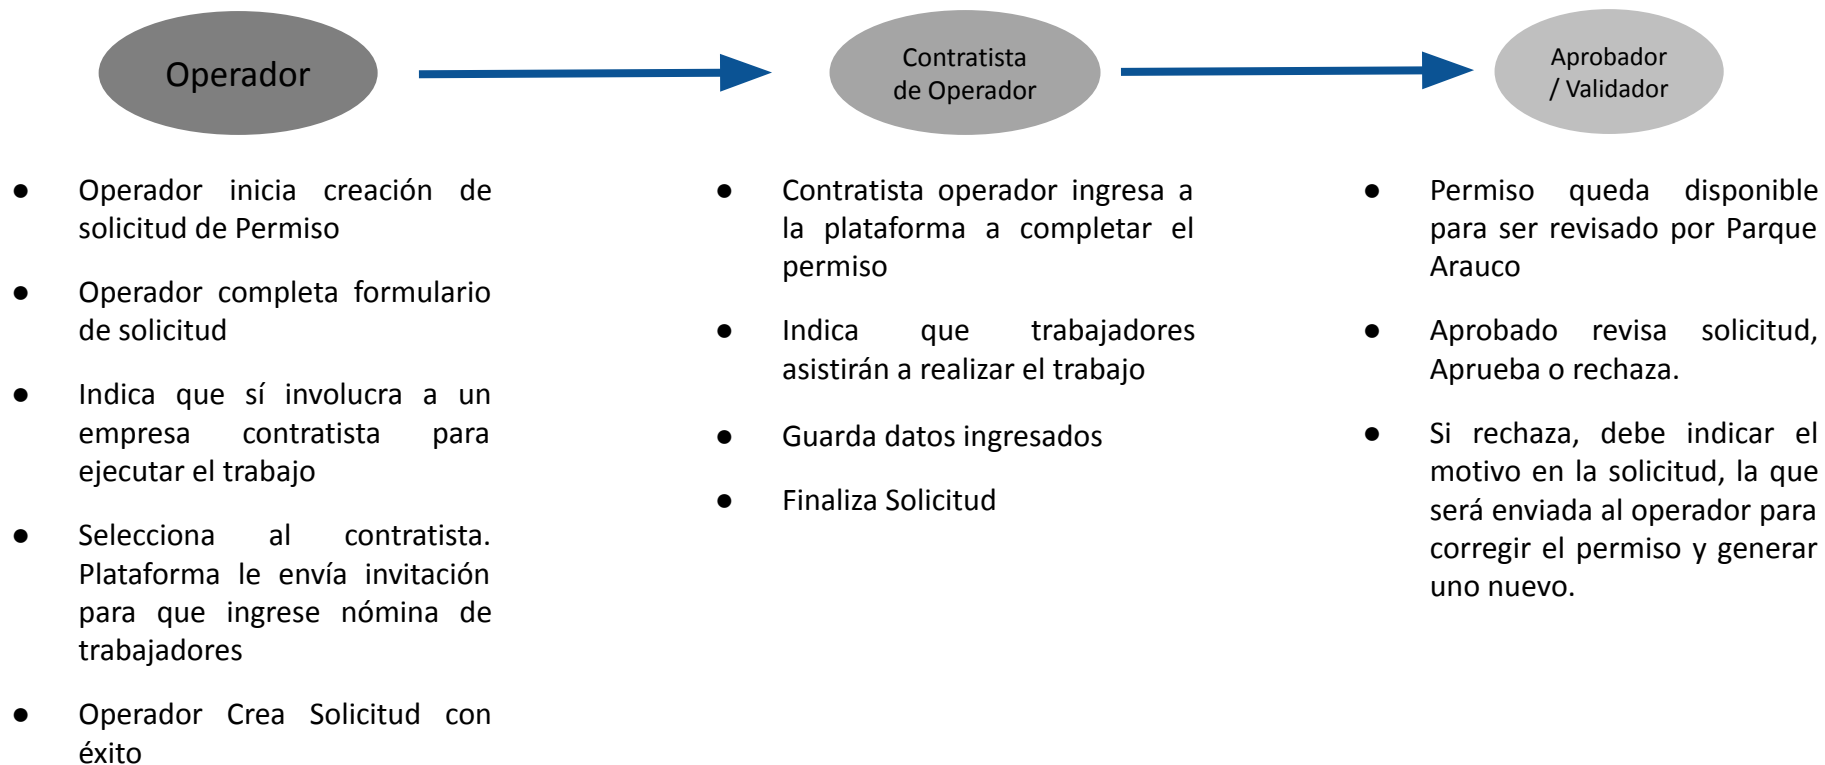 Operador
Contratista
de Operador
Aprobador
/ Validador
● Operador inicia creación de
solicitud de Permiso
● Operador completa formulario
de solicitud
● Indica que sí involucra a un
empresa contratista para
ejecutar el trabajo
● Selecciona al contratista.
Plataforma le envía invitación
para que ingrese nómina de
trabajadores
● Operador Crea Solicitud con
éxito
● Contratista operador ingresa a
la plataforma a completar el
permiso
● Indica que trabajadores
asistirán a realizar el trabajo
● Guarda datos ingresados
● Finaliza Solicitud
● Permiso queda disponible
para ser revisado por Parque
Arauco
● Aprobado revisa solicitud,
Aprueba o rechaza.
● Si rechaza, debe indicar el
motivo en la solicitud, la que
será enviada al operador para
corregir el permiso y generar
uno nuevo.